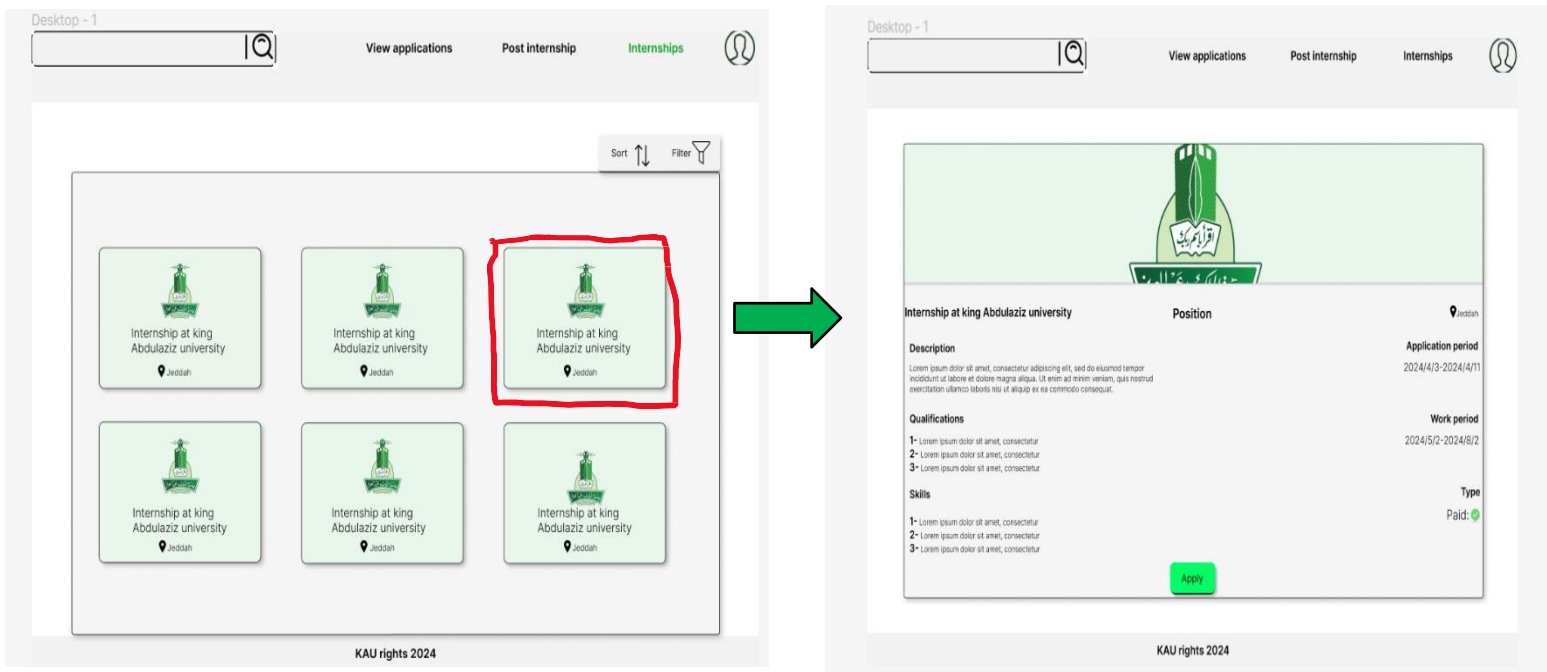 Desktop - 1
View applications
Post internship
Internships
Sort
Filter
Internship at king
Abdulaziz university
Jeddah
Internship at king
Abdulaziz university
Jeddah
Internship at king
Abdulaziz university
Jeddah
Internship at king
Abdulaziz university
Jeddah
Internship at king
Abdulaziz university
Jeddah
Internship at king
Abdulaziz university
Jeddah
KAU rights 2024
Desktop - 1
View applications
Post internship
Internships
اقرأ باسم ربك
Internship at king Abdulaziz university
Position
Jeddah
Description
Lorem ipsum dolor sit amet, consectetur adipiscing elit, sed do eiusmod tempor
incididunt ut labore et dolore magna aliqua. Ut enim ad minim veniam, quis nostrud
exercitation ullamco laboris nisi ut aliquip ex ea commodo consequat.
Application period
2024/4/3-2024/4/11
Qualifications
1- Lorem ipsum dolor sit amet, consectetur
2- Lorem ipsum dolor sit amet, consectetur
3- Lorem ipsum dolor sit amet, consectetur
Work period
2024/5/2-2024/8/2
Skills
1- Lorem ipsum dolor sit amet, consectetur
2- Lorem ipsum dolor sit amet, consectetur
3- Lorem ipsum dolor sit amet, consectetur
Type
Paid:
Apply
KAU rights 2024